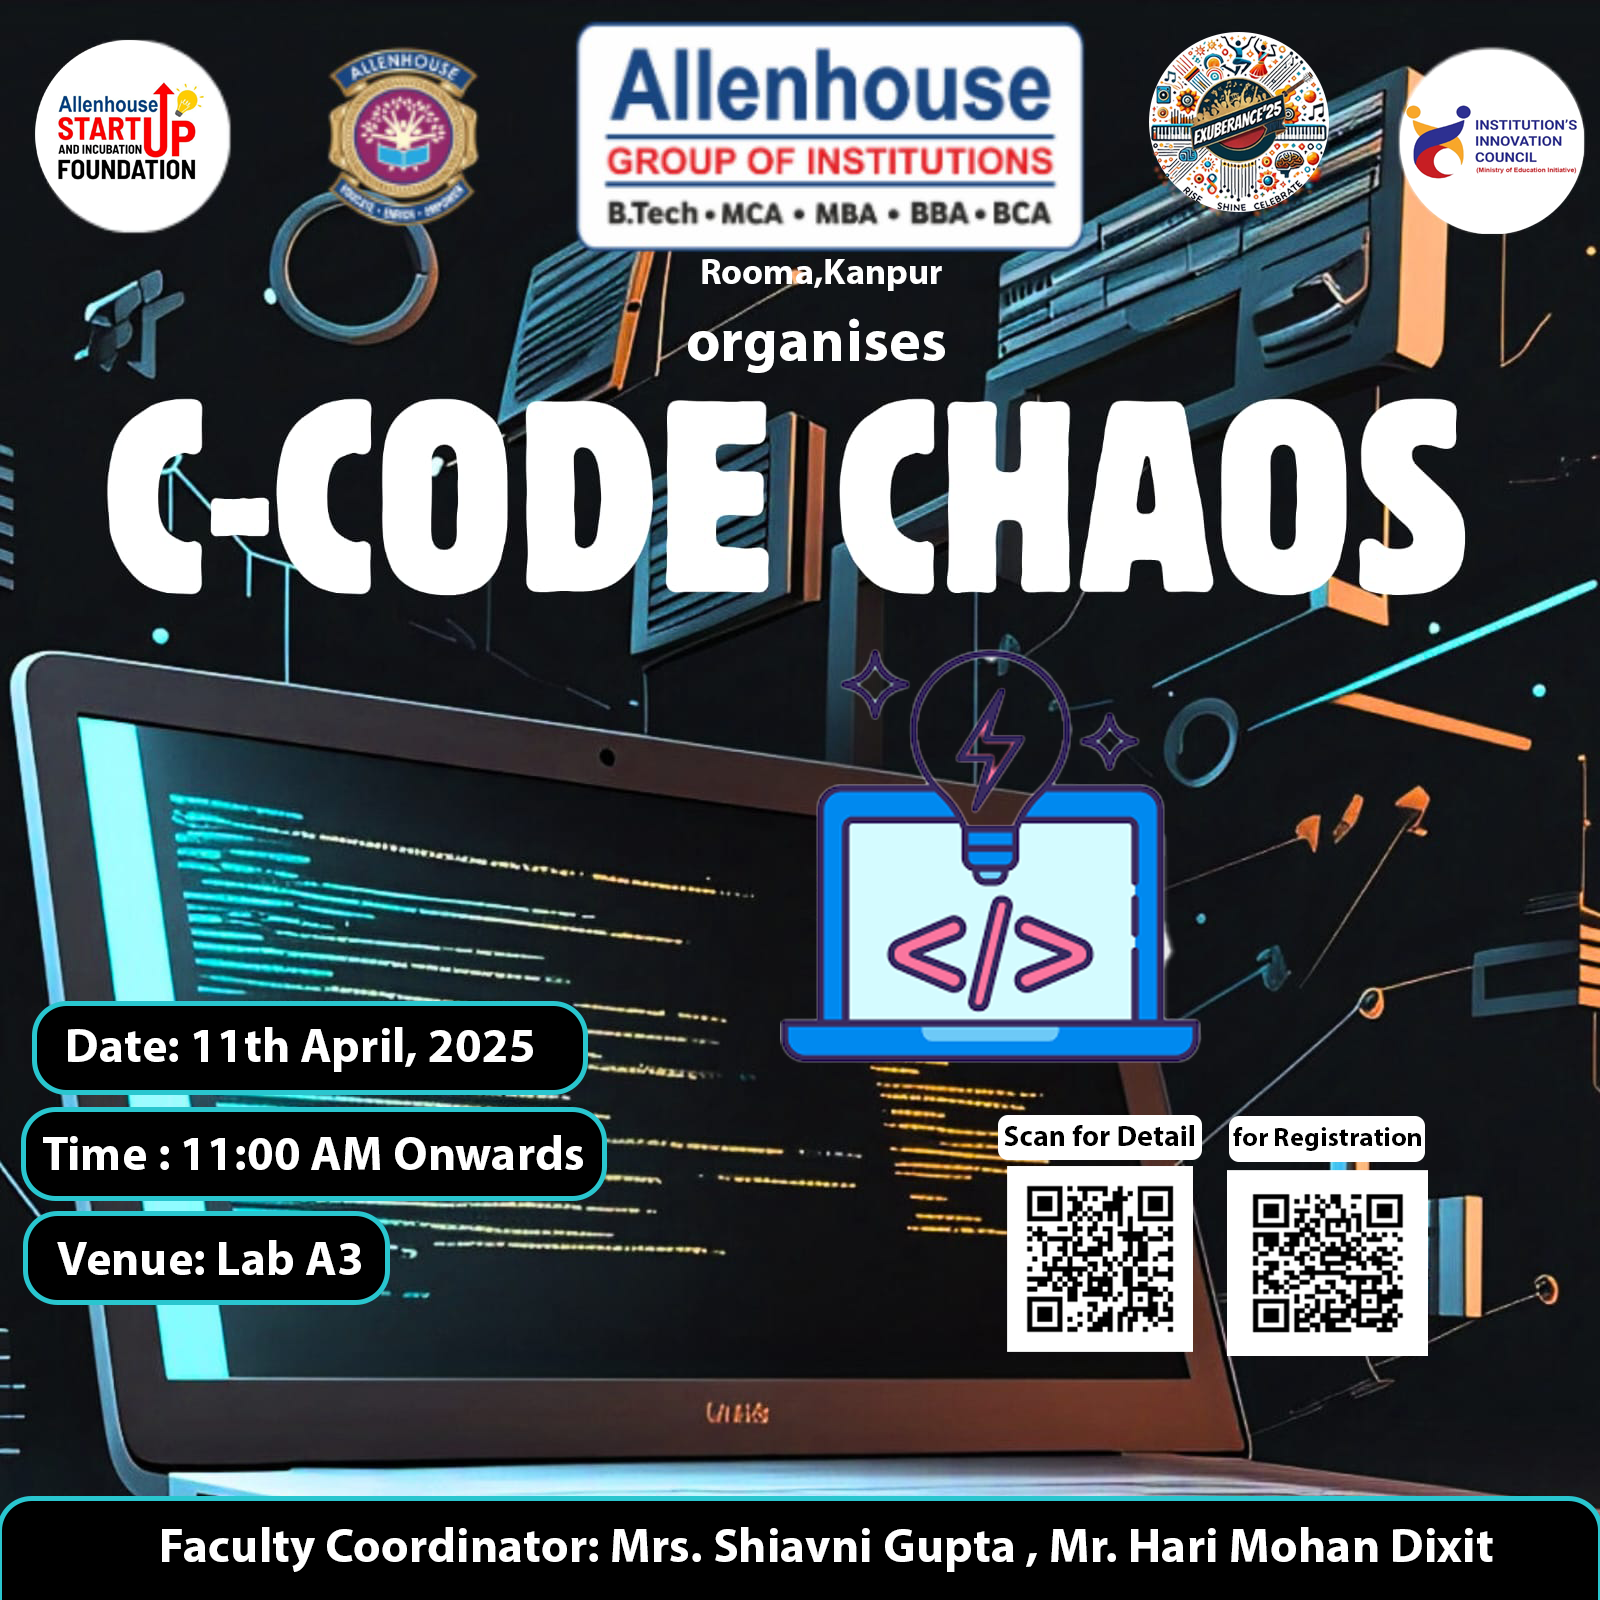 Allenhouse
START UP
AND INCUBATION
FOUNDATION
ALLENHOUSE
EDUCATE · ENRICH · EMPOWER
Allenhouse
GROUP OF INSTITUTIONS
B.Tech • MCA • MBA • BBA • BCA
EXUBERANCE'25
RISE SHINE CELEBRATE
INSTITUTION'S
INNOVATION
COUNCIL
(Ministry of Education Initiative)
Rooma,Kanpur
organises
C-CODE CHAOS
</>
Date: 11th April, 2025
Time : 11:00 AM Onwards
Venue: Lab A3
Scan for Detail
for Registration
Faculty Coordinator: Mrs. Shiavni Gupta , Mr. Hari Mohan Dixit